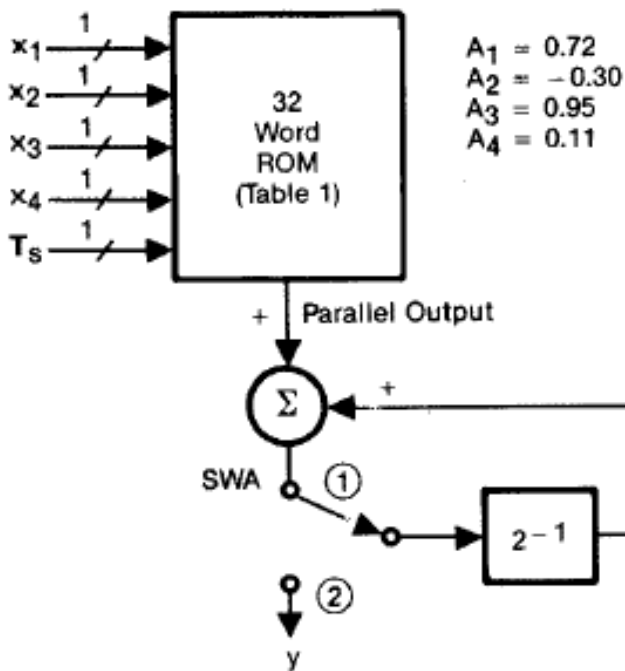 1
x₁
1
x₂
1
x₃
1
x₄
1
Tₛ
32
Word
ROM
(Table 1)
A₁ = 0.72
A₂ = −0.30
A₃ = 0.95
A₄ = 0.11
+ Parallel Output
+
Σ
SWA ①
2⁻¹
②
y